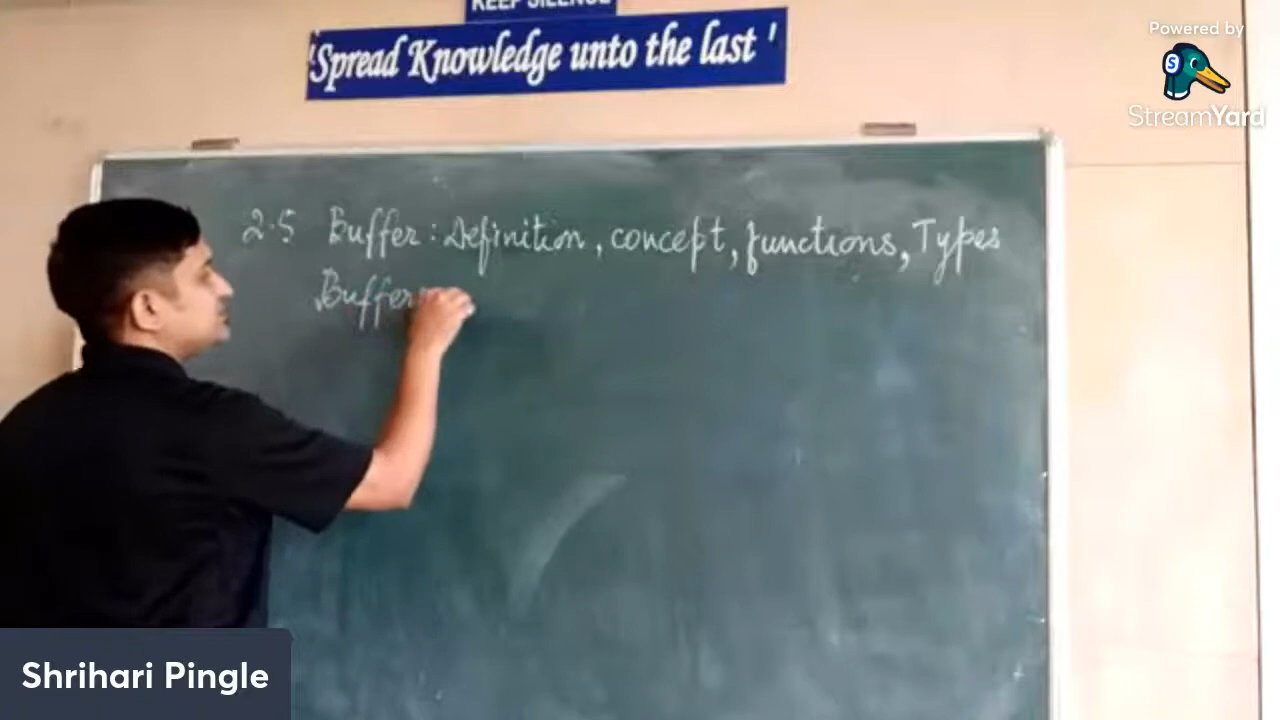 KEEP SILENCE
'Spread Knowledge unto the last'
Powered by
StreamYard
2.5 Buffer: Definition, concept, functions, Types
Buffer
Shrihari Pingle